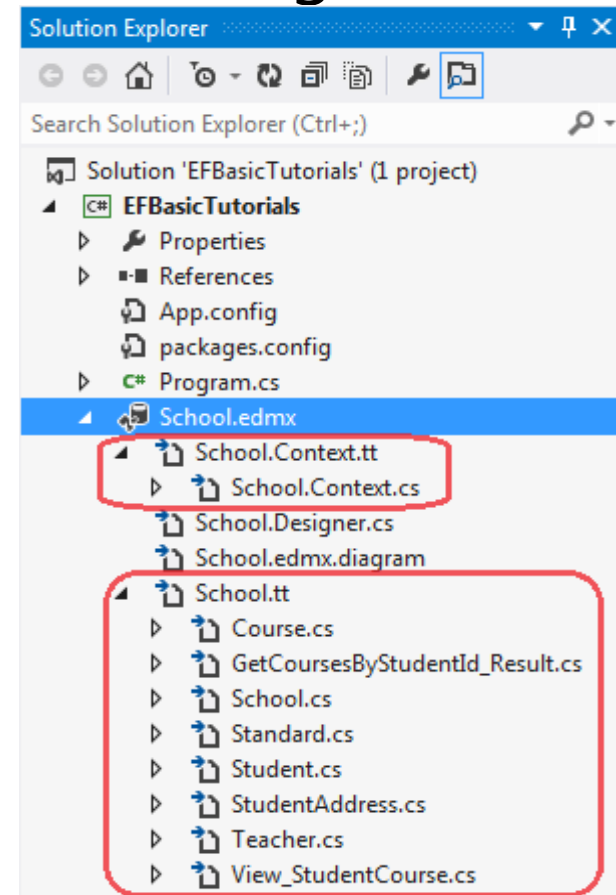 Solution Explorer
Search Solution Explorer (Ctrl+;)
Solution 'EFBasicTutorials' (1 project)
C# EFBasicTutorials
Properties
References
App.config
packages.config
C# Program.cs
School.edmx
School.Context.tt
School.Context.cs
School.Designer.cs
School.edmx.diagram
School.tt
Course.cs
GetCoursesByStudentId_Result.cs
School.cs
Standard.cs
Student.cs
StudentAddress.cs
Teacher.cs
View_StudentCourse.cs